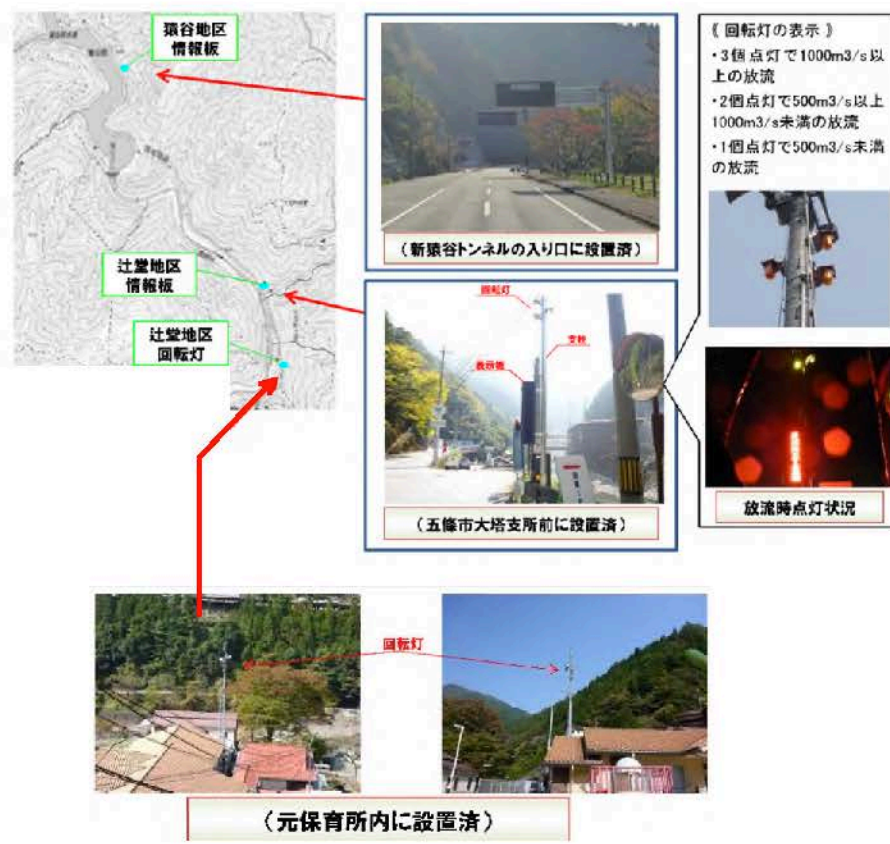 猿谷地区
情報板
辻堂地区
情報板
辻堂地区
回転灯
(新猿谷トンネルの入り口に設置済)
回転灯
支柱
表示機
(五條市大塔支所前に設置済)
《 回転灯の表示 》
・3個点灯で1000m3/s以
上の放流
・2個点灯で500m3/s以上
1000m3/s未満の放流
・1個点灯で500m3/s未満
の放流
放流時点灯状況
回転灯
(元保育所内に設置済)